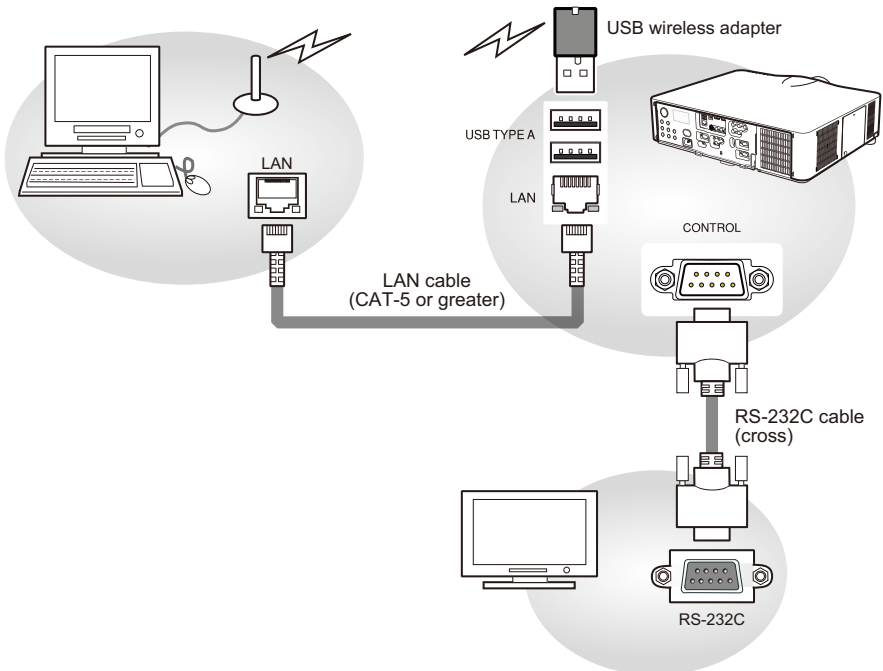 USB wireless adapter
USB TYPE A
LAN
LAN
CONTROL
LAN cable
(CAT-5 or greater)
RS-232C cable
(cross)
RS-232C